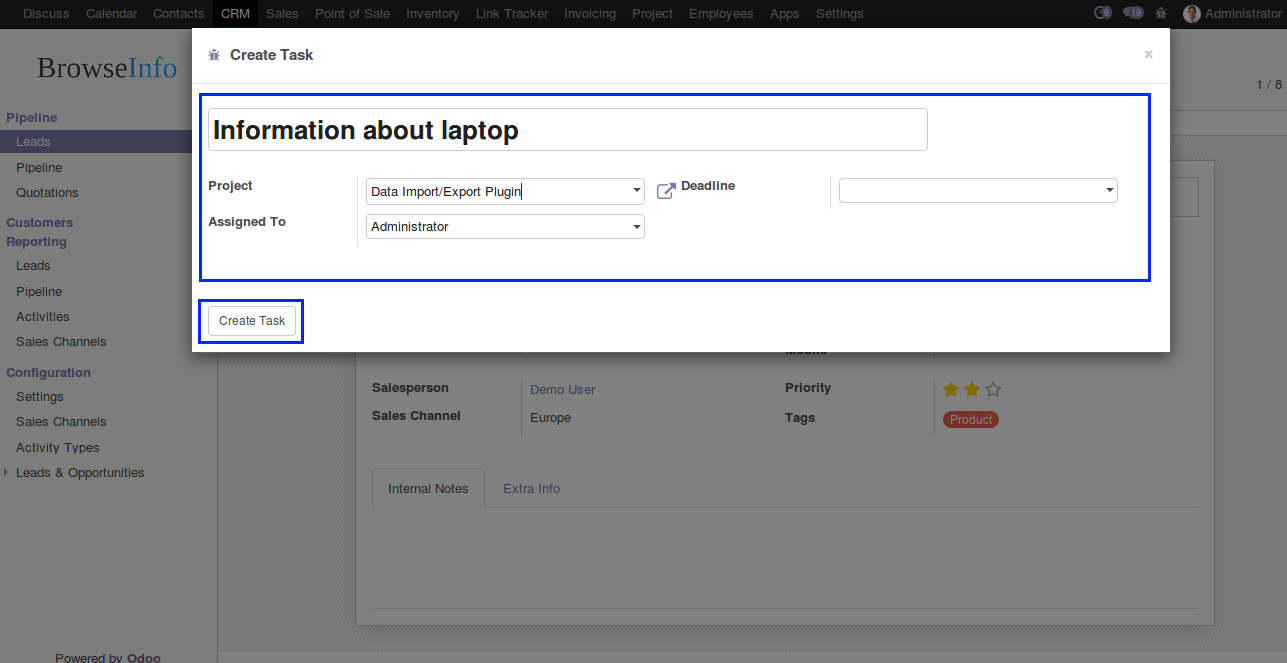 Discuss Calendar Contacts CRM Sales Point of Sale Inventory Link Tracker Invoicing Project Employees Apps Settings 8 19 Administrator
BrowseInfo
Create Task ×
1 / 8
Information about laptop
Project Data Import/Export Plugin Deadline
Assigned To Administrator
Create Task
Pipeline
Leads
Pipeline
Quotations
Customers
Reporting
Leads
Pipeline
Activities
Sales Channels
Configuration
Settings
Sales Channels
Activity Types
Leads & Opportunities
Powered by Odoo
Mobile
Salesperson Demo User Priority
Sales Channel Europe Tags Product
Internal Notes Extra Info